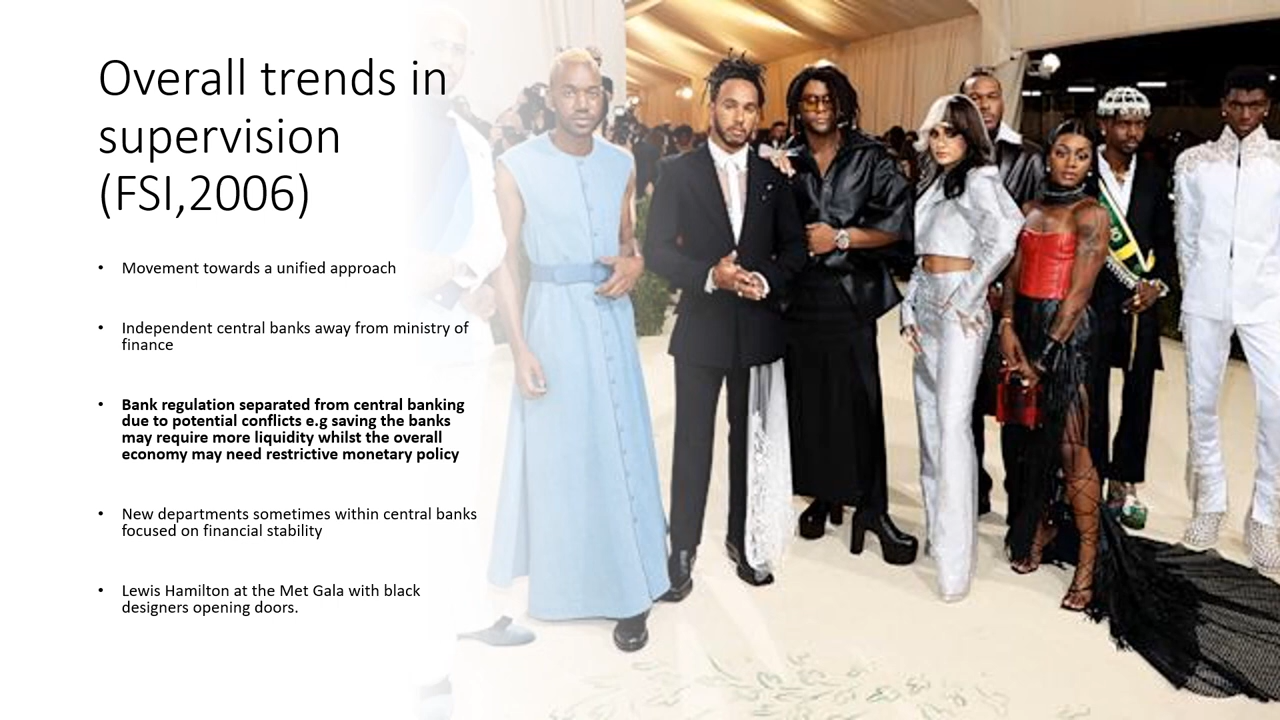 Overall trends in
supervision
(FSI,2006)
• Movement towards a unified approach
• Independent central banks away from ministry of
finance
• Bank regulation separated from central banking
due to potential conflicts e.g saving the banks
may require more liquidity whilst the overall
economy may need restrictive monetary policy
• New departments sometimes within central banks
focused on financial stability
• Lewis Hamilton at the Met Gala with black
designers opening doors.